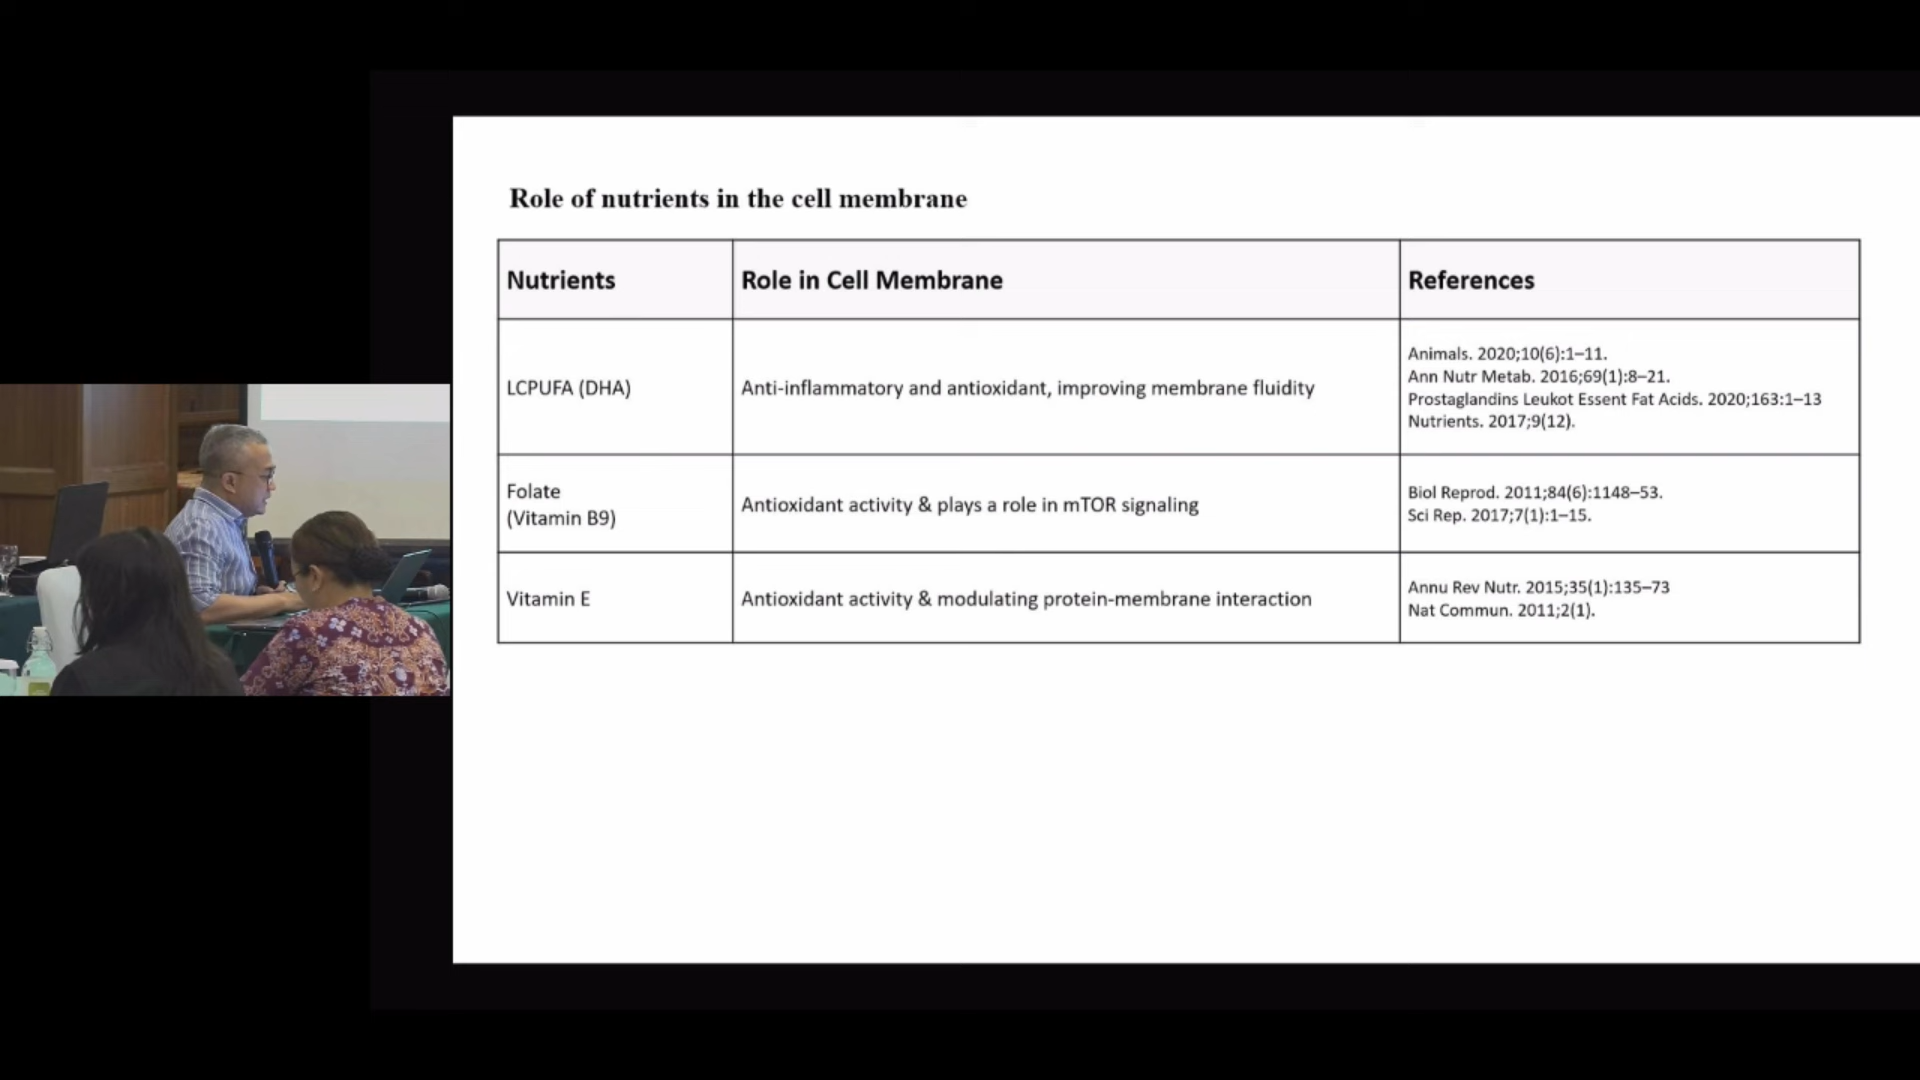 Role of nutrients in the cell membrane
Nutrients
Role in Cell Membrane
References
LCPUFA (DHA)
Anti-inflammatory and antioxidant, improving membrane fluidity
Animals. 2020;10(6):1–11.
Ann Nutr Metab. 2016;69(1):8–21.
Prostaglandins Leukot Essent Fat Acids. 2020;163:1–13
Nutrients. 2017;9(12).
Folate
(Vitamin B9)
Antioxidant activity & plays a role in mTOR signaling
Biol Reprod. 2011;84(6):1148–53.
Sci Rep. 2017;7(1):1–15.
Vitamin E
Antioxidant activity & modulating protein-membrane interaction
Annu Rev Nutr. 2015;35(1):135–73
Nat Commun. 2011;2(1).